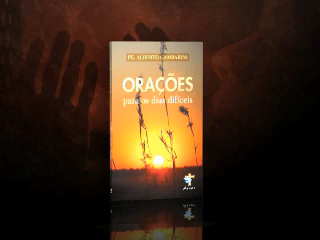 PE. ALBERTO GAMBARINI
ORAÇÕES
para os dias difíceis